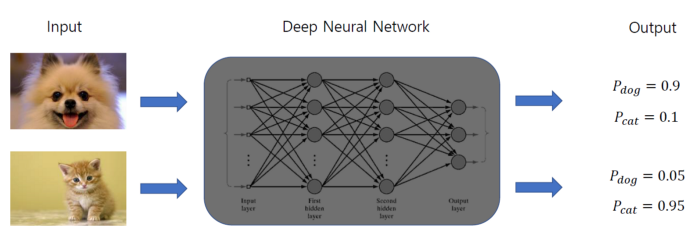 Input
Deep Neural Network
Output
P_dog = 0.9
P_cat = 0.1
P_dog = 0.05
P_cat = 0.95
Input
layer
First
hidden
layer
Second
hidden
layer
Output
layer